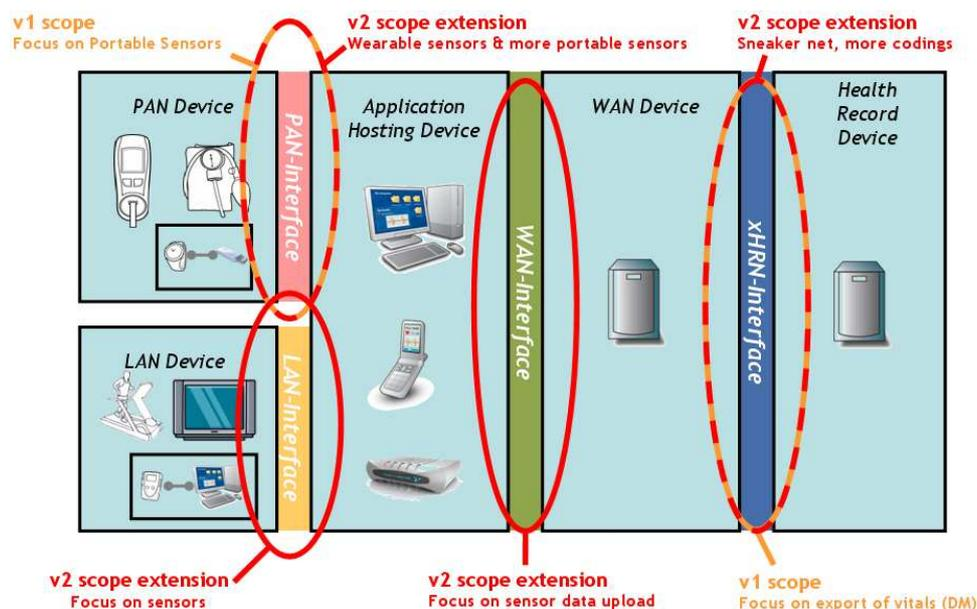 v1 scope
Focus on Portable Sensors
v2 scope extension
Wearable sensors & more portable sensors
v2 scope extension
Sneaker net, more codings
PAN Device
PAN-Interface
Application
Hosting Device
WAN-Interface
WAN Device
xHRN-Interface
Health
Record
Device
LAN Device
LAN-Interface
v2 scope extension
Focus on sensors
v2 scope extension
Focus on sensor data upload
v1 scope
Focus on export of vitals (DM)